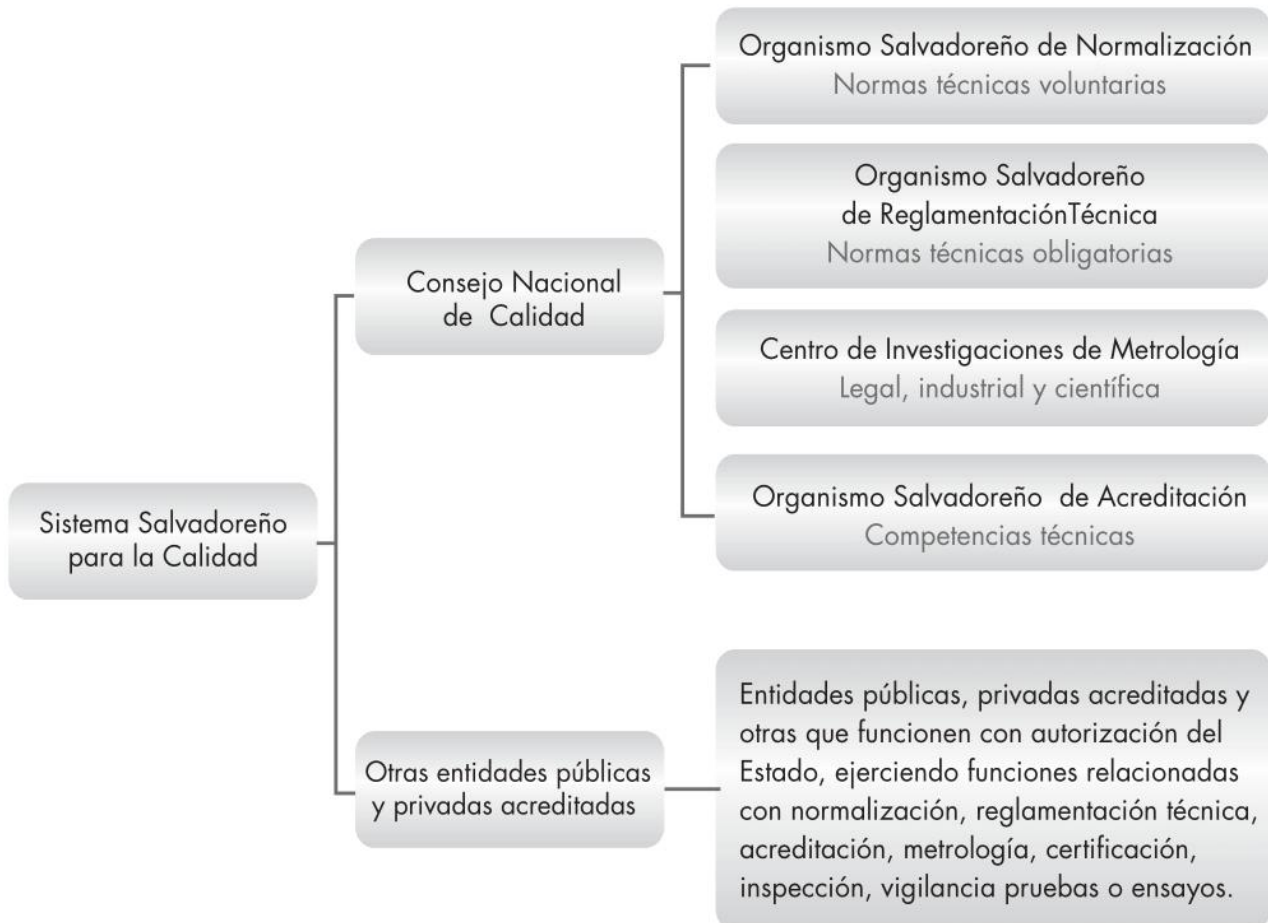 Sistema Salvadoreño
para la Calidad
Consejo Nacional
de Calidad
Organismo Salvadoreño de Normalización
Normas técnicas voluntarias
Organismo Salvadoreño
de ReglamentaciónTécnica
Normas técnicas obligatorias
Centro de Investigaciones de Metrología
Legal, industrial y científica
Organismo Salvadoreño de Acreditación
Competencias técnicas
Otras entidades públicas
y privadas acreditadas
Entidades públicas, privadas acreditadas y
otras que funcionen con autorización del
Estado, ejerciendo funciones relacionadas
con normalización, reglamentación técnica,
acreditación, metrología, certificación,
inspección, vigilancia pruebas o ensayos.